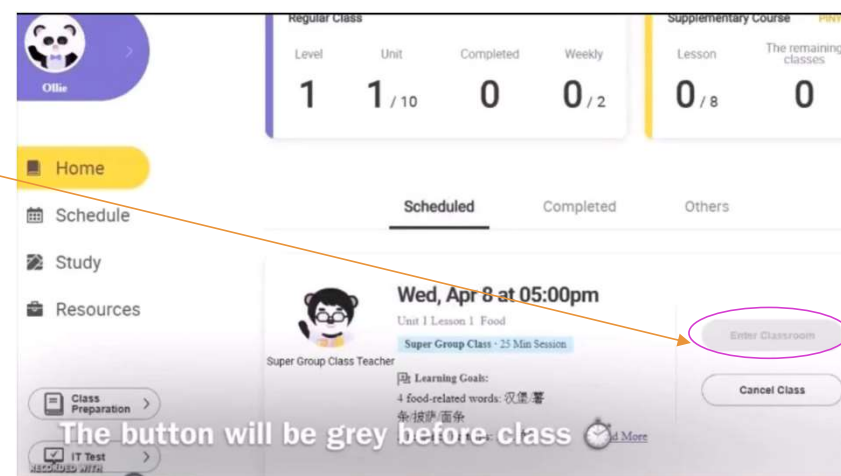 Regular Class
Level Unit Completed Weekly
1 1 / 10 0 0 / 2
Supplementary Course
Lesson The remaining
classes
0 / 8 0
Ollie
Home
Schedule
Study
Resources
Class
Preparation
IT Test
Scheduled Completed Others
Super Group Class Teacher
Wed, Apr 8 at 05:00pm
Unit 1 Lesson 1 Food
Super Group Class · 25 Min Session
Learning Goals:
4 food-related words: 汉堡/薯
条/披萨/面条
More
Enter Classroom
Cancel Class
The button will be grey before class
RECORDED WITH